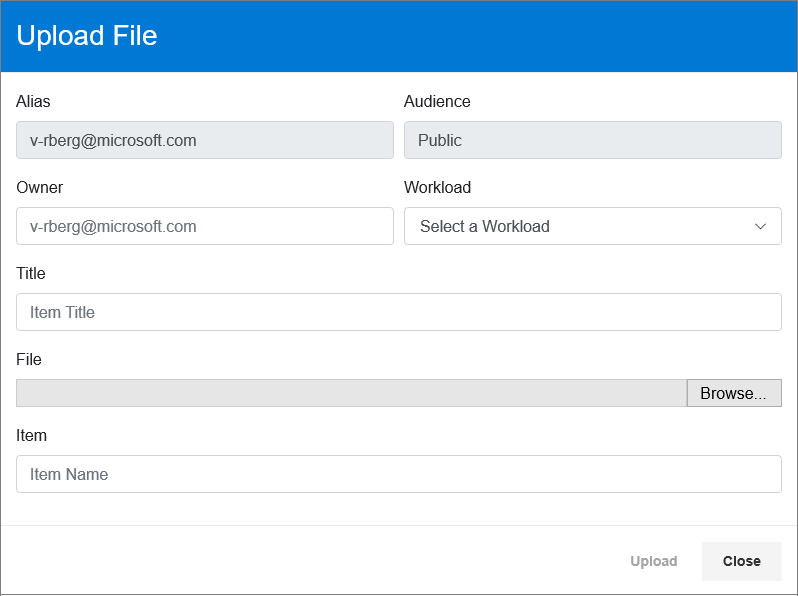 Upload File
Alias
Audience
v-rberg@microsoft.com
Public
Owner
Workload
v-rberg@microsoft.com
Select a Workload
Title
Item Title
File
Browse...
Item
Item Name
Upload
Close